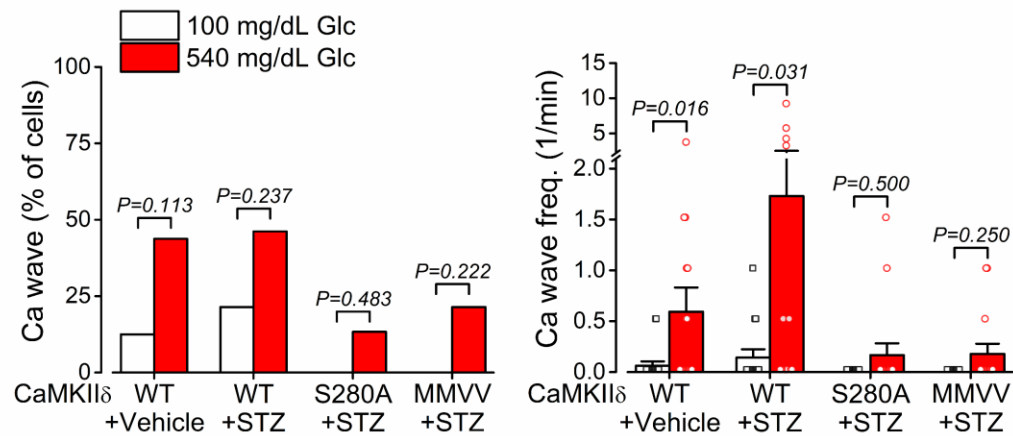 100 mg/dL Glc
540 mg/dL Glc
Ca wave (% of cells)
100
75
50
25
0
P=0.113
P=0.237
P=0.483
P=0.222
CaMKIIδ WT WT S280A MMVV
+Vehicle +STZ +STZ +STZ
Ca wave freq. (1/min)
15
10
5
2.0
1.5
1.0
0.5
0.0
P=0.016
P=0.031
P=0.500
P=0.250
CaMKIIδ WT WT S280A MMVV
+Vehicle +STZ +STZ +STZ